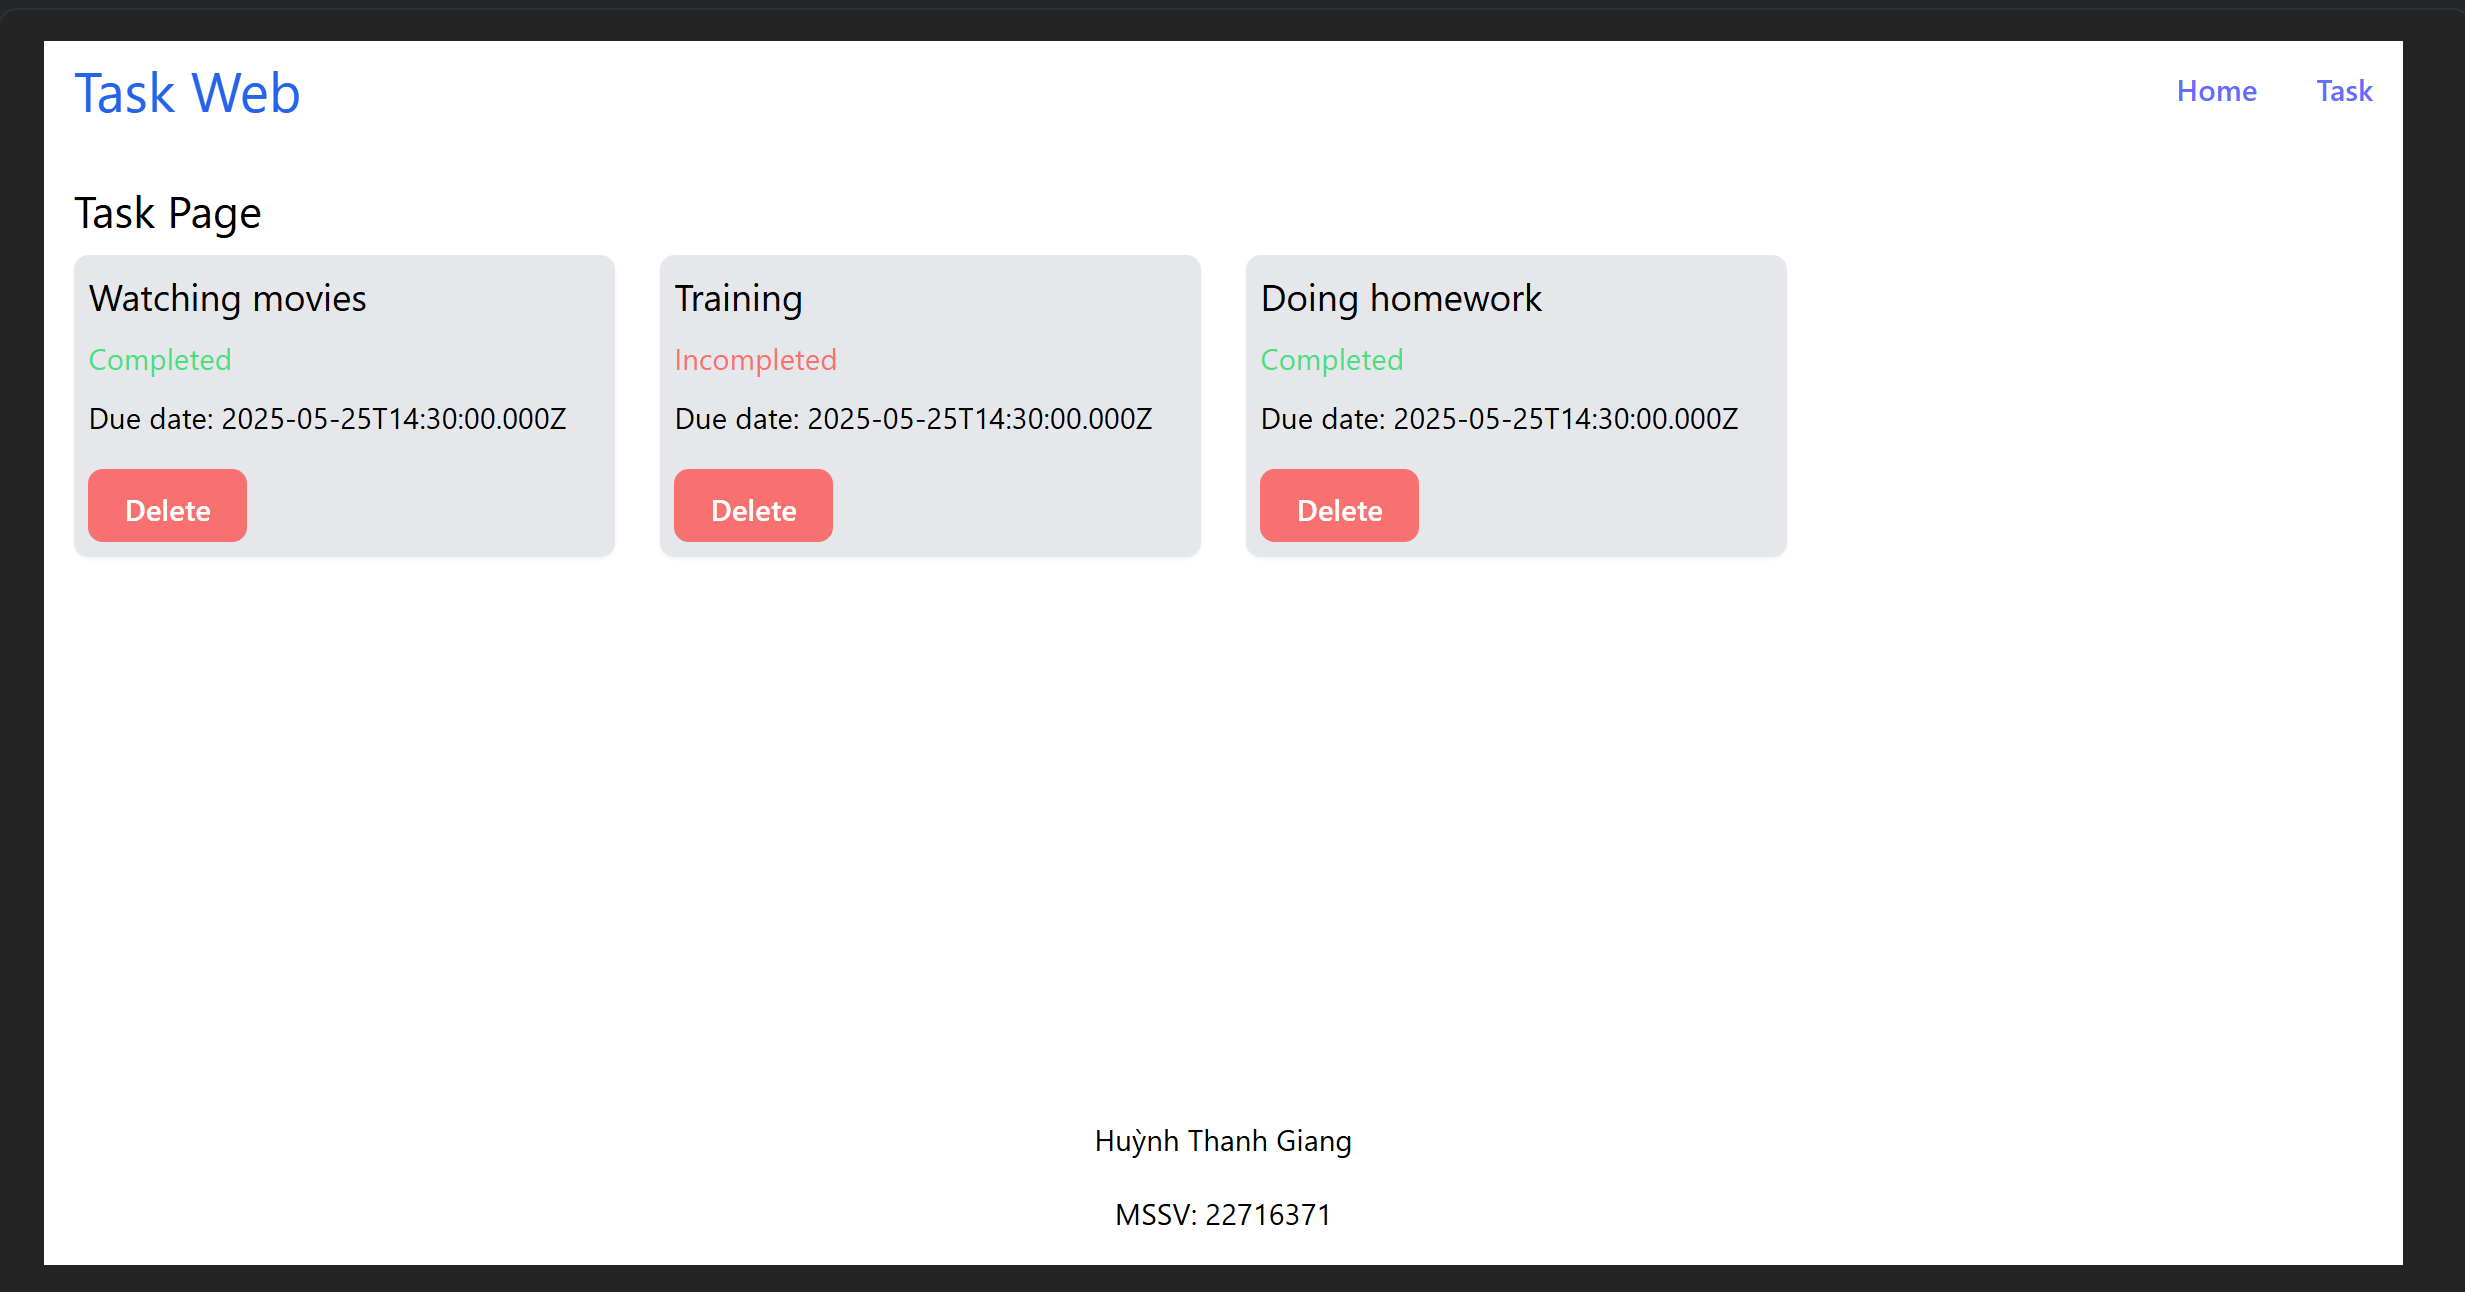 Task Web
Home
Task
Task Page
Watching movies
Completed
Due date: 2025-05-25T14:30:00.000Z
Delete
Training
Incompleted
Due date: 2025-05-25T14:30:00.000Z
Delete
Doing homework
Completed
Due date: 2025-05-25T14:30:00.000Z
Delete
Huỳnh Thanh Giang
MSSV: 22716371